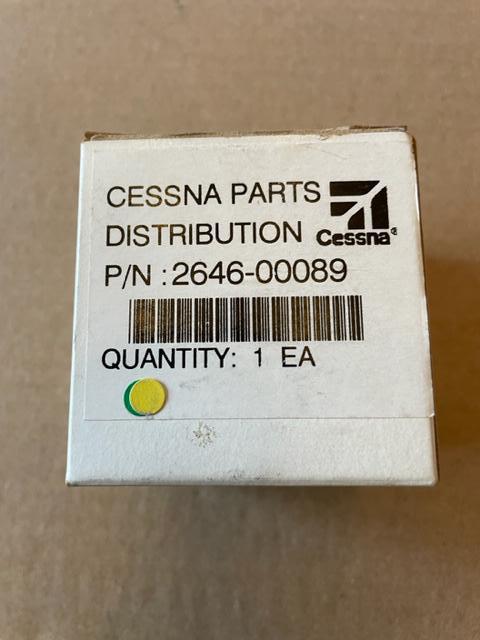 CESSNA PARTS
DISTRIBUTION Cessna®
P/N : 2646-00089
QUANTITY: 1 EA